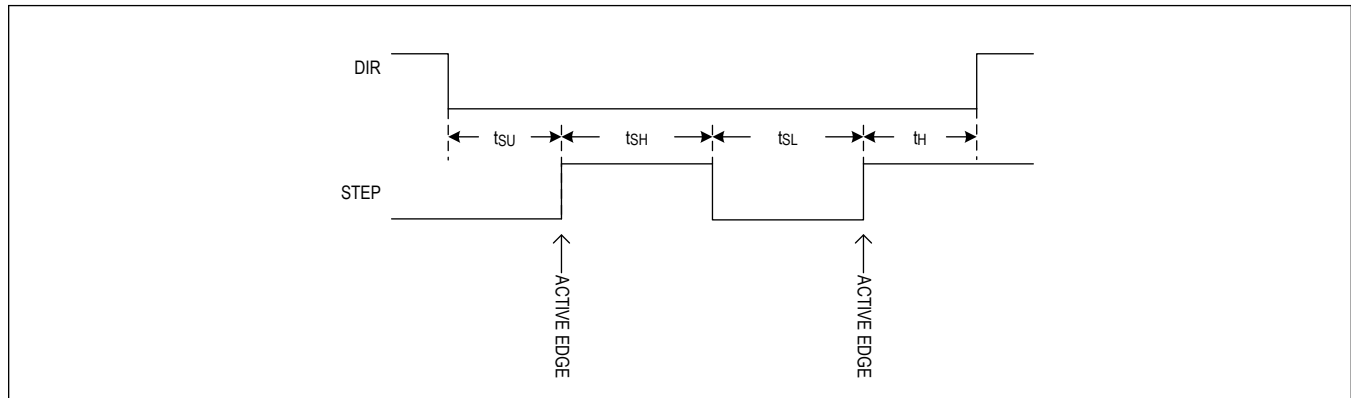 DIR
tSU
tSH
tSL
tH
STEP
ACTIVE EDGE
ACTIVE EDGE